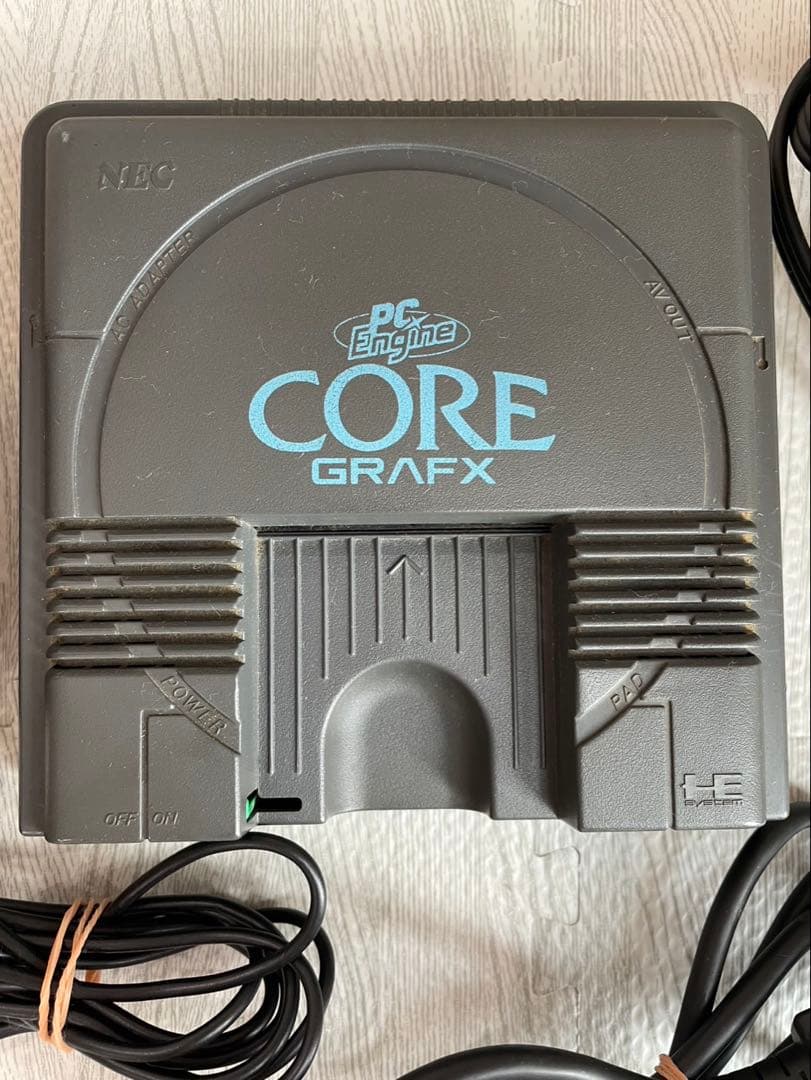 NEC
AC ADAPTER
AV OUT
PC
Engine
CORE
GRAFX
POWER
PAD
OFF ON
HE
SYSTEM